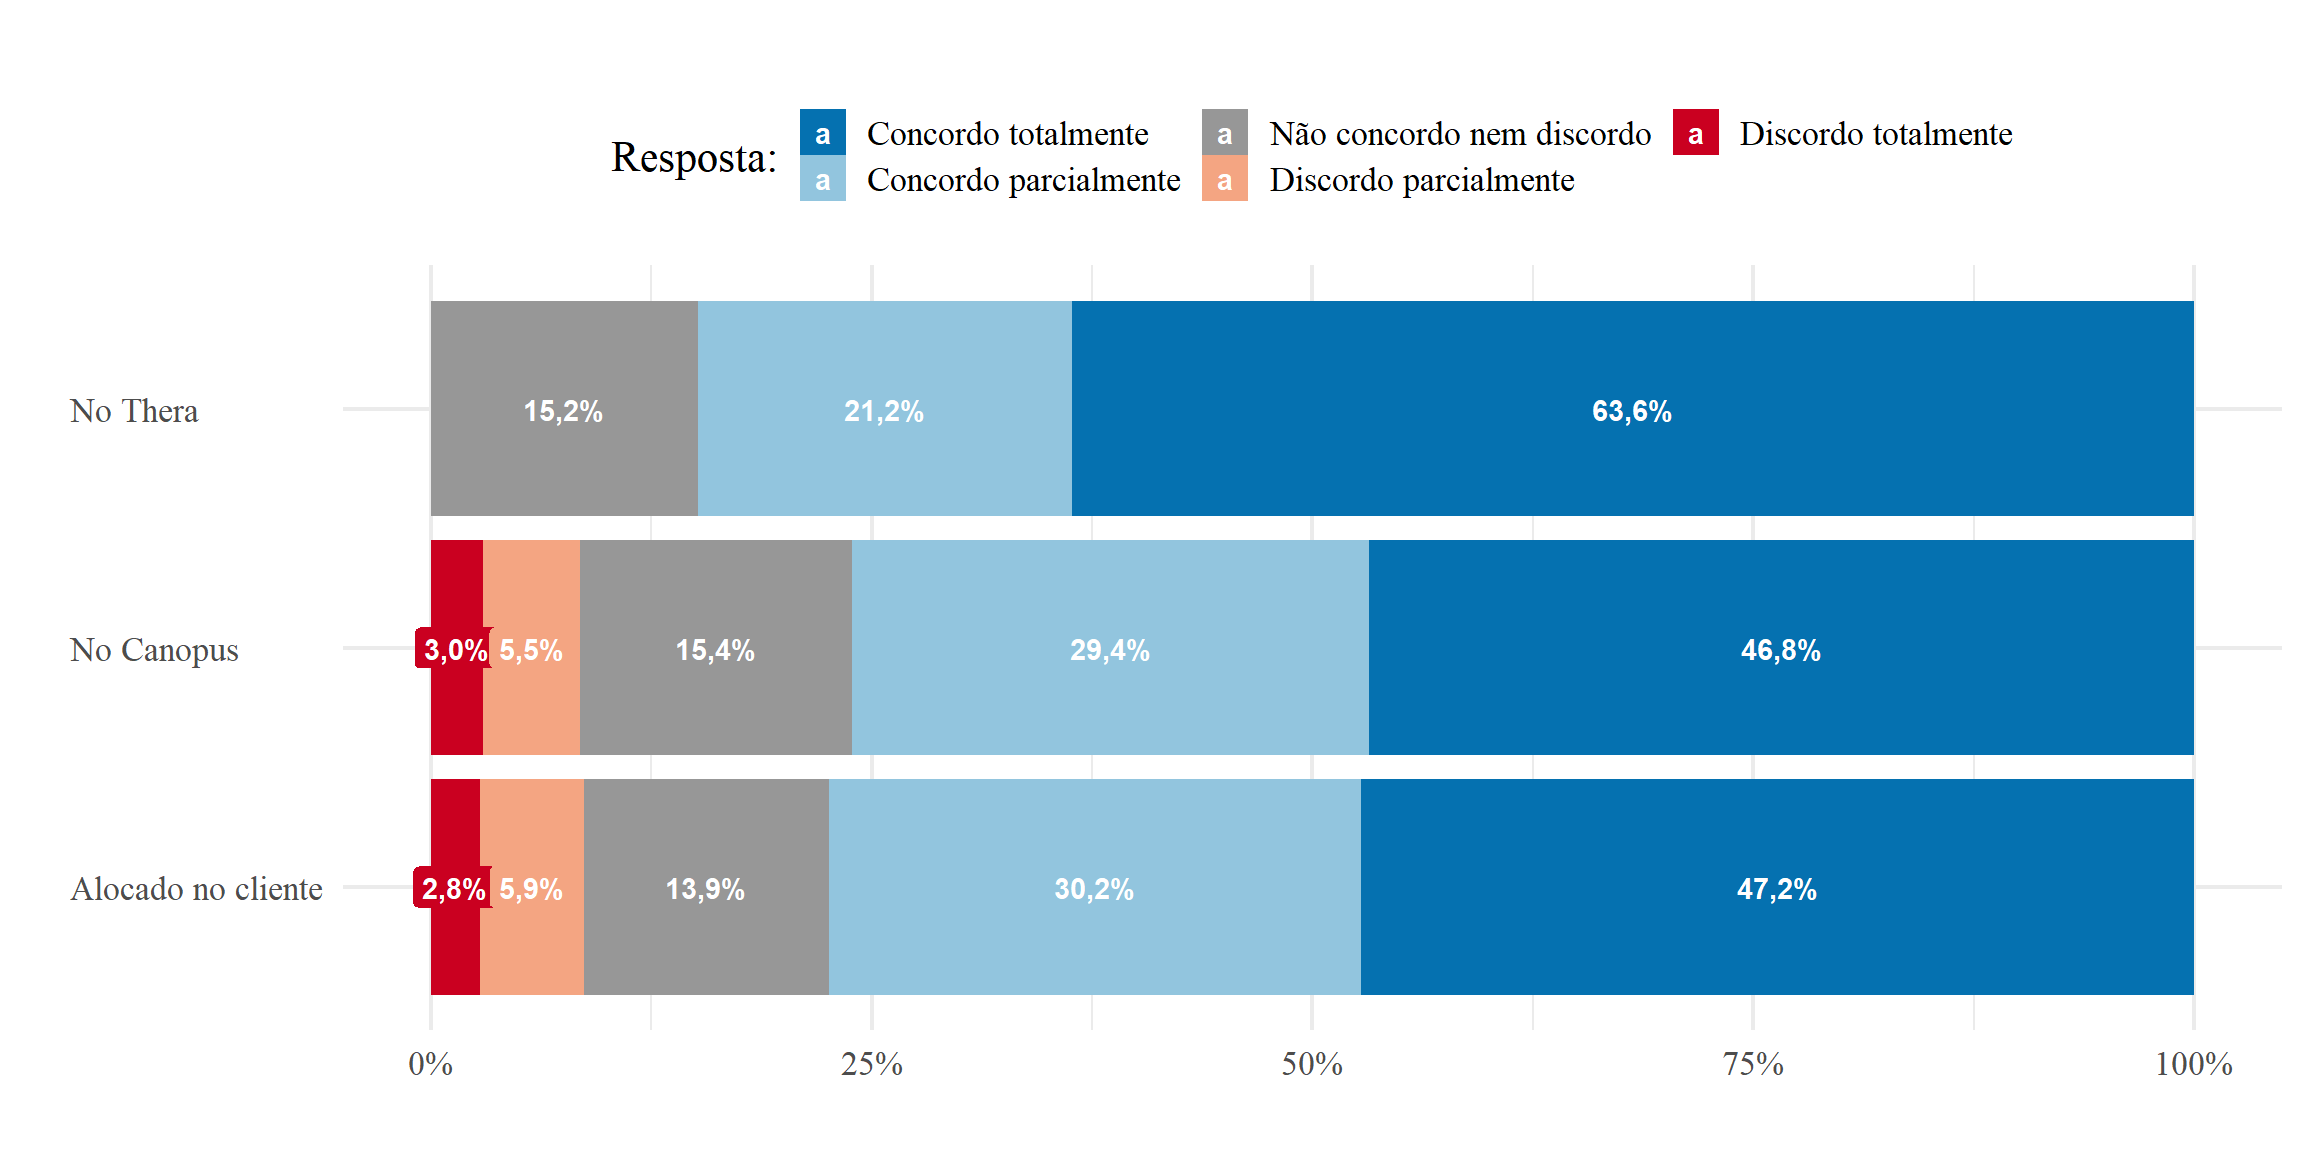 Resposta:
a Concordo totalmente
a Não concordo nem discordo
a Discordo totalmente
a Concordo parcialmente
a Discordo parcialmente
No Thera
15,2%
21,2%
63,6%
No Canopus
3,0%
5,5%
15,4%
29,4%
46,8%
Alocado no cliente
2,8%
5,9%
13,9%
30,2%
47,2%
0%
25%
50%
75%
100%